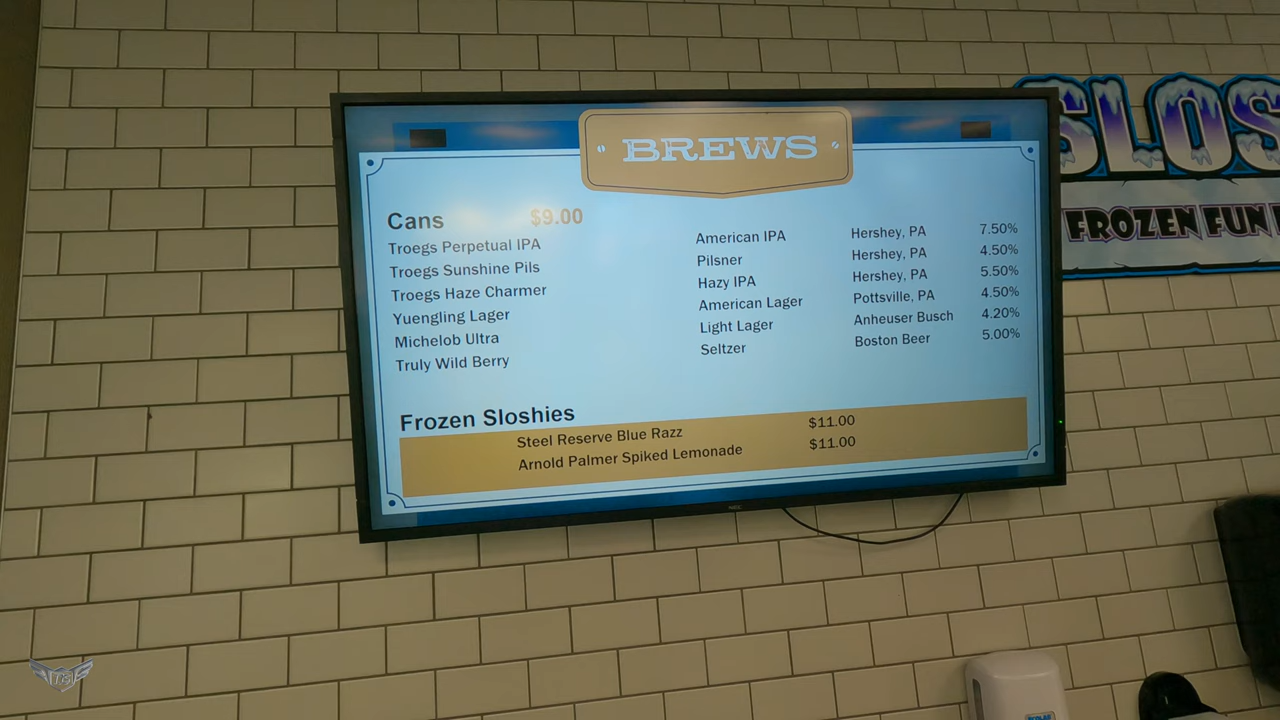 BREWS
Cans $9.00
Troegs Perpetual IPA American IPA Hershey, PA 7.50%
Troegs Sunshine Pils Pilsner Hershey, PA 4.50%
Troegs Haze Charmer Hazy IPA Hershey, PA 5.50%
Yuengling Lager American Lager Pottsville, PA 4.50%
Michelob Ultra Light Lager Anheuser Busch 4.20%
Truly Wild Berry Seltzer Boston Beer 5.00%
Frozen Sloshies
Steel Reserve Blue Razz $11.00
Arnold Palmer Spiked Lemonade $11.00
SLOS
FROZEN FUN
NEC